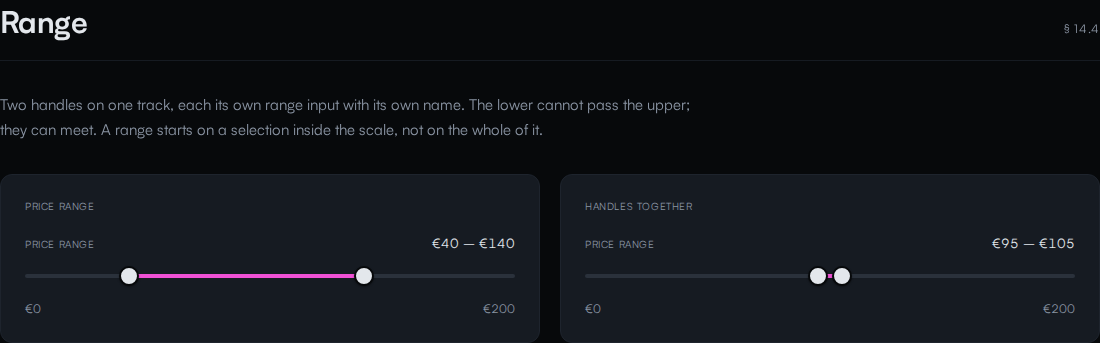 Range
§ 14.4
Two handles on one track, each its own range input with its own name. The lower cannot pass the upper;
they can meet. A range starts on a selection inside the scale, not on the whole of it.
PRICE RANGE
PRICE RANGE
€40 — €140
€0
€200
HANDLES TOGETHER
PRICE RANGE
€95 — €105
€0
€200